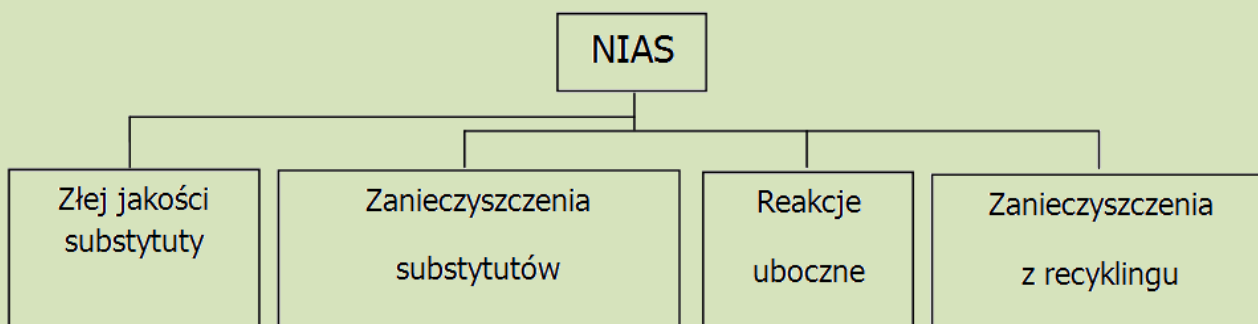 NIAS
Złej jakości
substytuty
Zanieczyszczenia
substytutów
Reakcje
uboczne
Zanieczyszczenia
z recyklingu